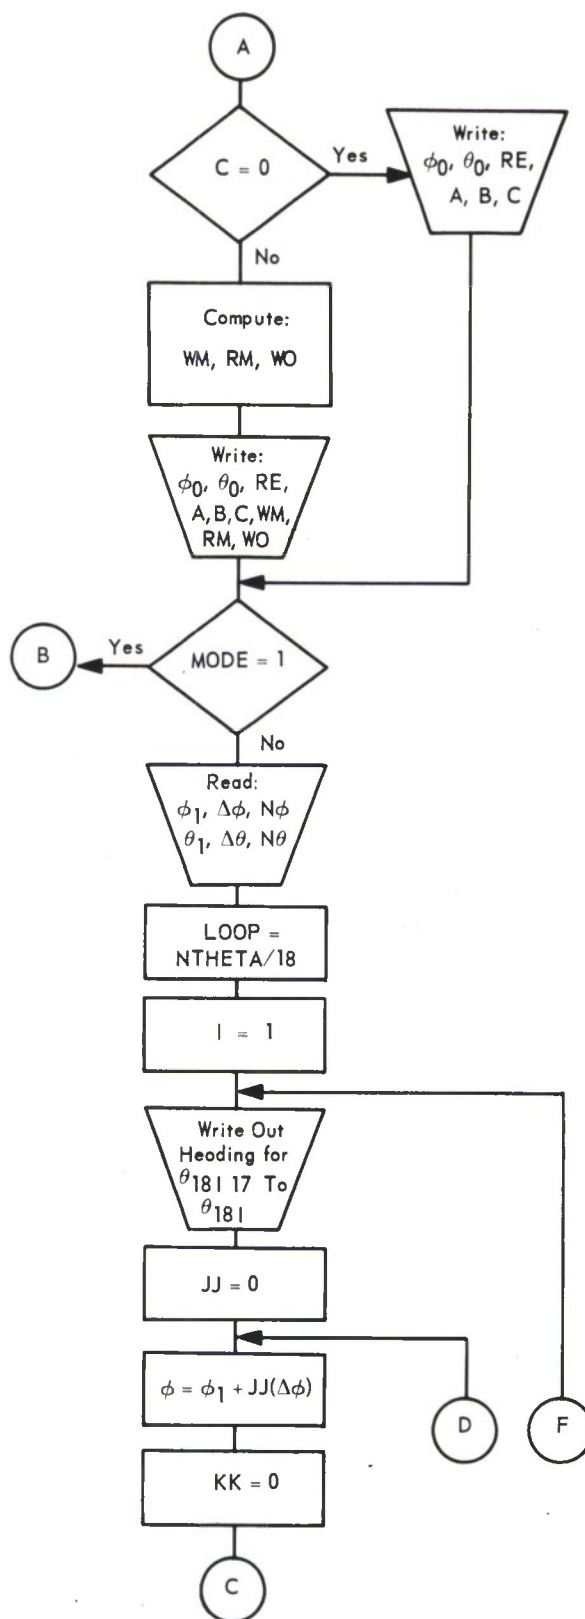 A
C = 0
Yes
Write:
ϕ0, θ0, RE,
A, B, C
No
Compute:
WM, RM, WO
Write:
ϕ0, θ0, RE,
A, B, C, WM,
RM, WO
B
Yes
MODE = 1
No
Read:
ϕ1, Δϕ, Nϕ
θ1, Δθ, Nθ
LOOP =
NTHETA/18
I = 1
Write Out
Heoding for
θ18I 17 To
θ18I
JJ = 0
ϕ = ϕ1 + JJ(Δϕ)
D
F
KK = 0
C